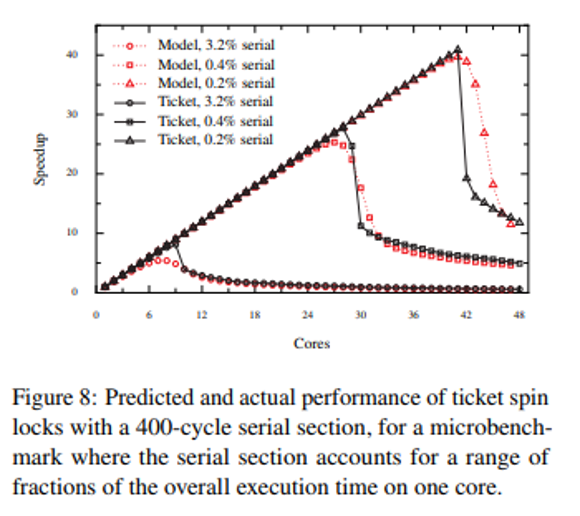 40
30
20
10
0
Speedup
Model, 3.2% serial
Model, 0.4% serial
Model, 0.2% serial
Ticket, 3.2% serial
Ticket, 0.4% serial
Ticket, 0.2% serial
0 6 12 18 24 30 36 42 48
Cores
Figure 8: Predicted and actual performance of ticket spin
locks with a 400-cycle serial section, for a microbench-
mark where the serial section accounts for a range of
fractions of the overall execution time on one core.